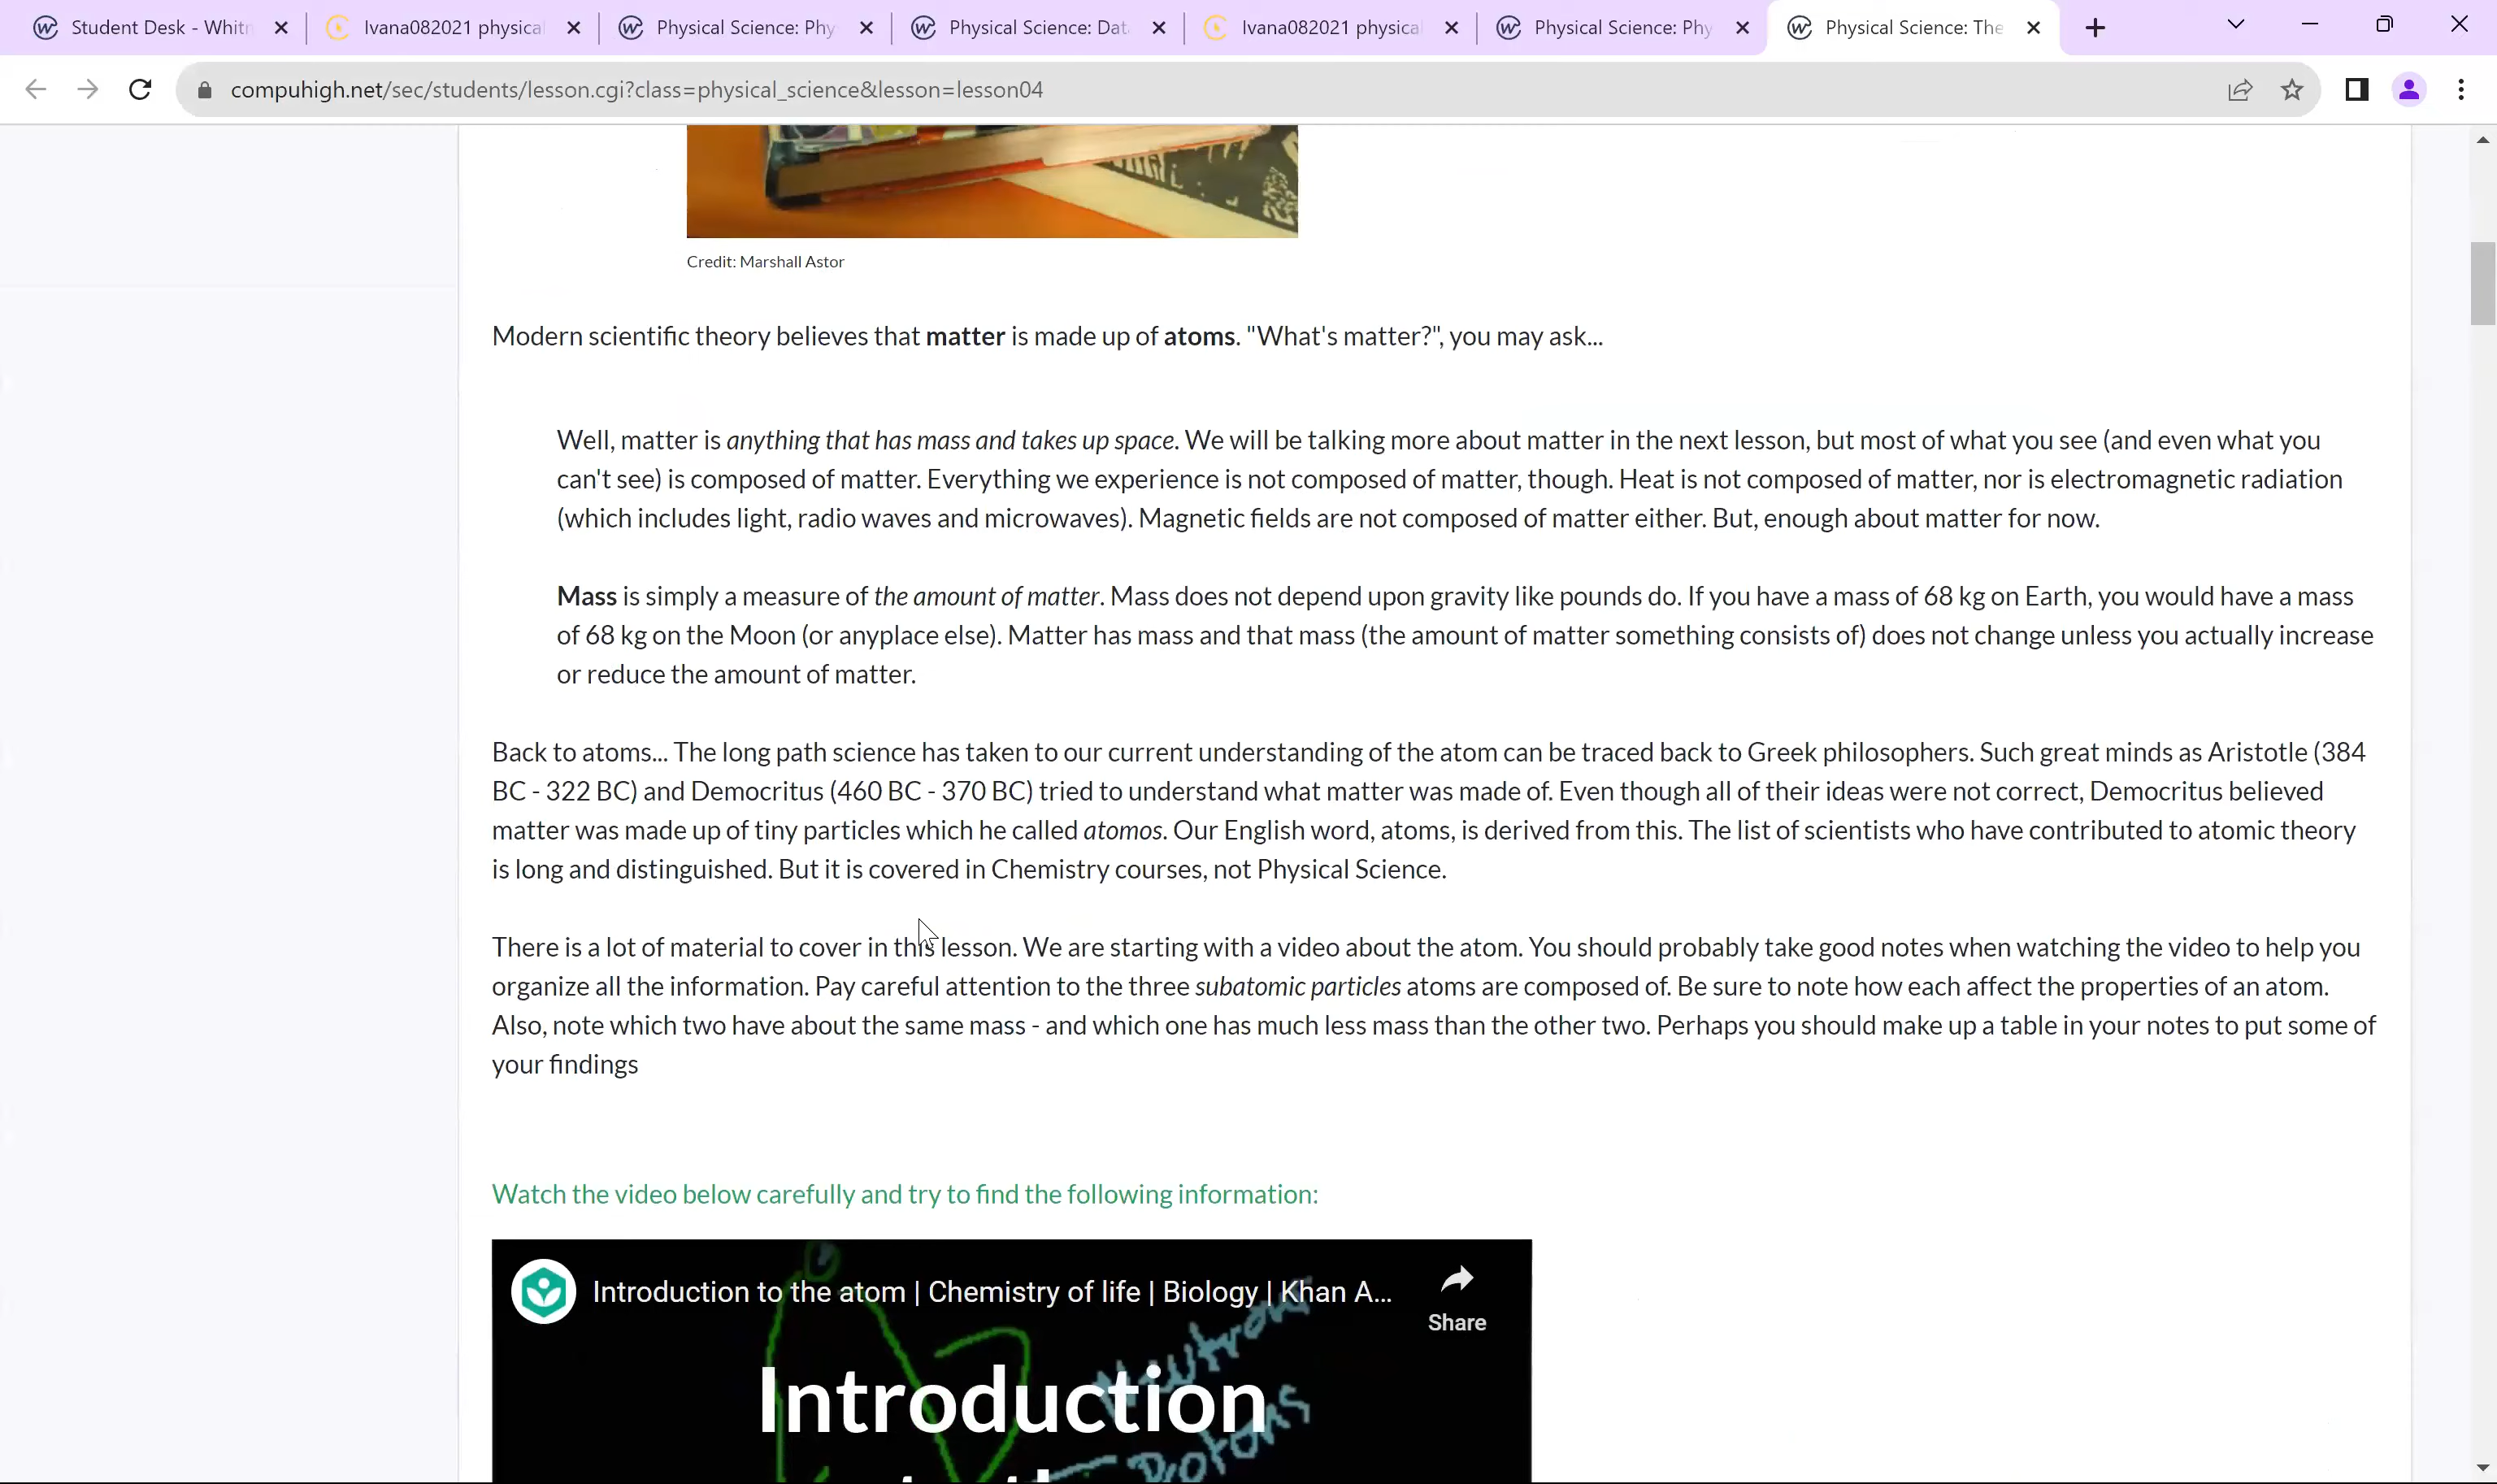 Student Desk - Whitn
Ivana082021 physical
Physical Science: Phy
Physical Science: Dat
Ivana082021 physical
Physical Science: Phy
Physical Science: The
compuhigh.net/sec/students/lesson.cgi?class=physical_science&lesson=lesson04
Credit: Marshall Astor
Modern scientific theory believes that matter is made up of atoms. "What's matter?", you may ask...
Well, matter is anything that has mass and takes up space. We will be talking more about matter in the next lesson, but most of what you see (and even what you
can't see) is composed of matter. Everything we experience is not composed of matter, though. Heat is not composed of matter, nor is electromagnetic radiation
(which includes light, radio waves and microwaves). Magnetic fields are not composed of matter either. But, enough about matter for now.
Mass is simply a measure of the amount of matter. Mass does not depend upon gravity like pounds do. If you have a mass of 68 kg on Earth, you would have a mass
of 68 kg on the Moon (or anyplace else). Matter has mass and that mass (the amount of matter something consists of) does not change unless you actually increase
or reduce the amount of matter.
Back to atoms... The long path science has taken to our current understanding of the atom can be traced back to Greek philosophers. Such great minds as Aristotle (384
BC - 322 BC) and Democritus (460 BC - 370 BC) tried to understand what matter was made of. Even though all of their ideas were not correct, Democritus believed
matter was made up of tiny particles which he called atomos. Our English word, atoms, is derived from this. The list of scientists who have contributed to atomic theory
is long and distinguished. But it is covered in Chemistry courses, not Physical Science.
There is a lot of material to cover in this lesson. We are starting with a video about the atom. You should probably take good notes when watching the video to help you
organize all the information. Pay careful attention to the three subatomic particles atoms are composed of. Be sure to note how each affect the properties of an atom.
Also, note which two have about the same mass - and which one has much less mass than the other two. Perhaps you should make up a table in your notes to put some of
your findings
Watch the video below carefully and try to find the following information:
Introduction to the atom | Chemistry of life | Biology | Khan A...
Share
Neutrons
Introduction
Protons